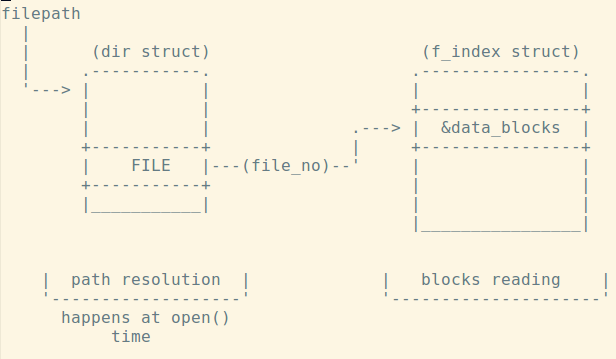 filepath
(dir struct)
(f_index struct)
&data_blocks
FILE
(file_no)
path resolution
blocks reading
happens at open()
time